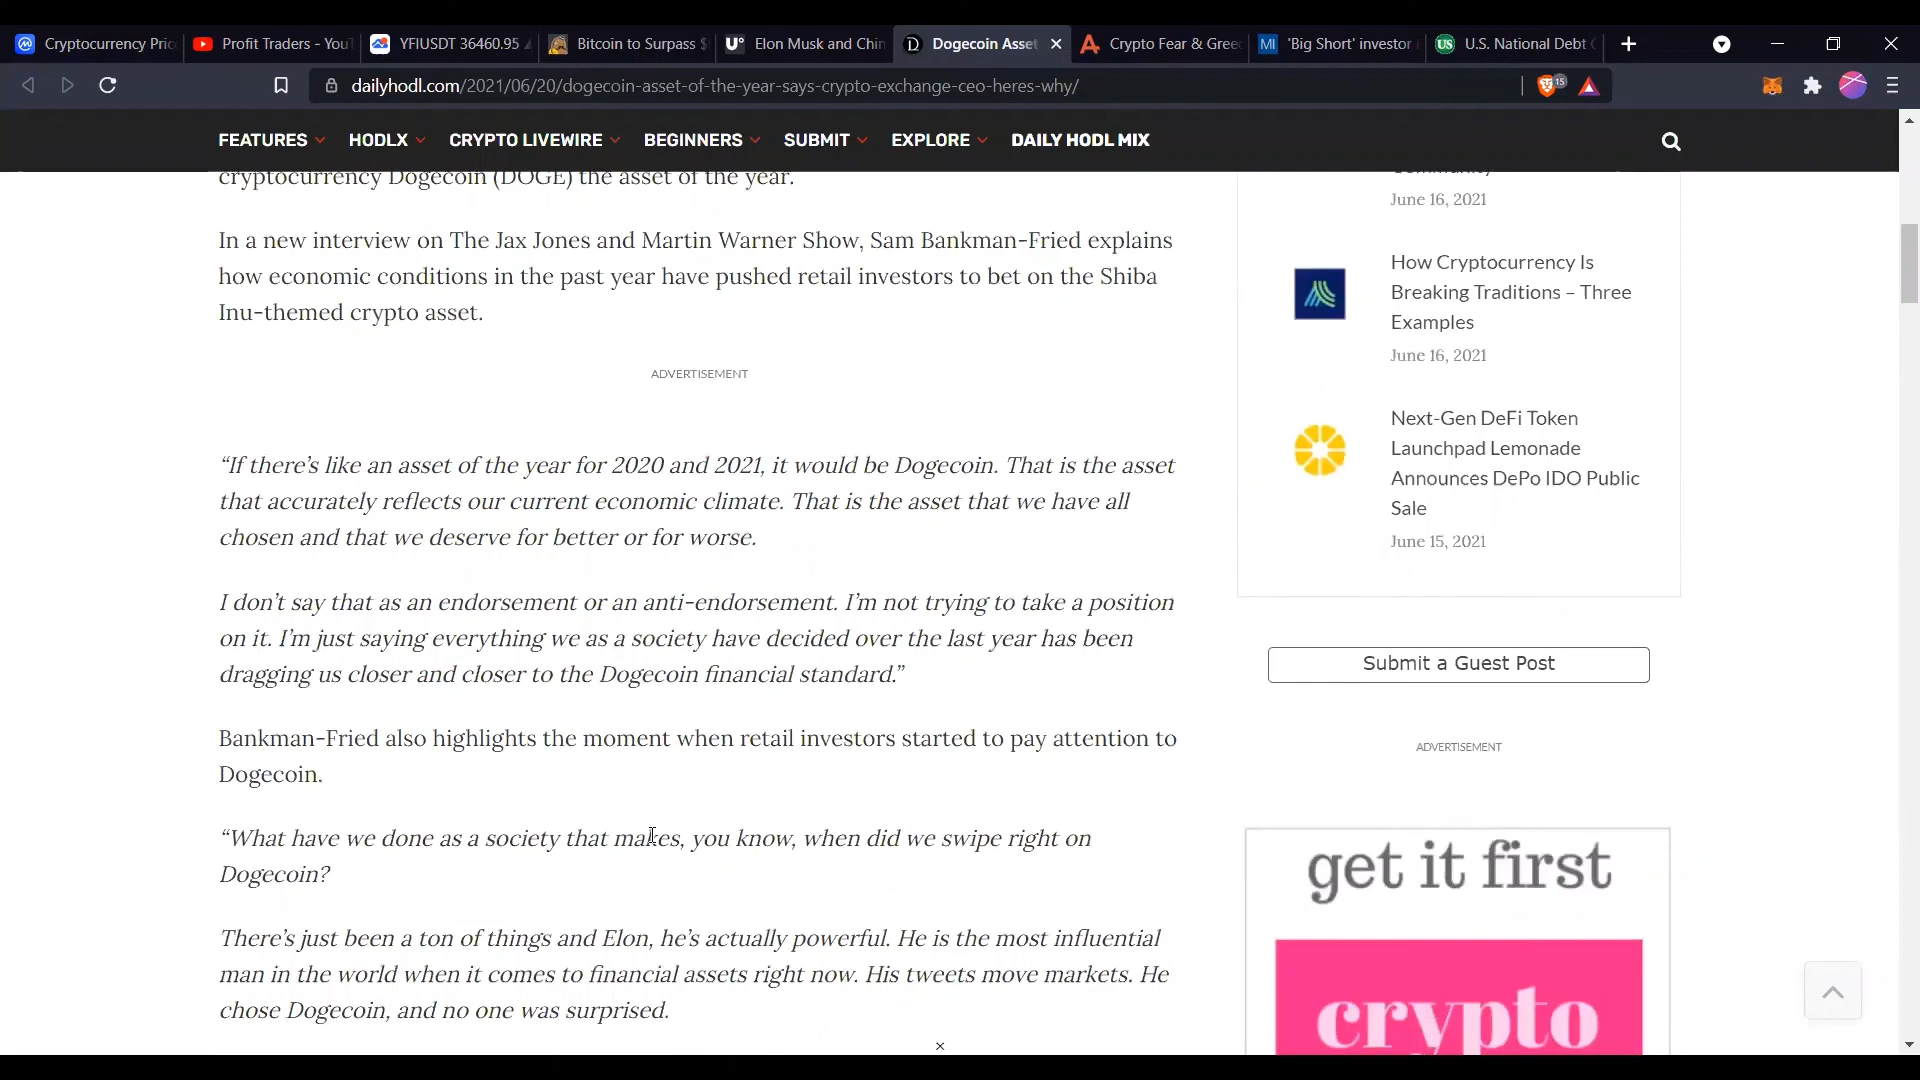 Cryptocurrency Pric
Profit Traders - You
YFIUSDT 36460.95
Bitcoin to Surpass $
Elon Musk and Chin
Dogecoin Asset
Crypto Fear & Gree
'Big Short' investor
U.S. National Debt
dailyhodl.com/2021/06/20/dogecoin-asset-of-the-year-says-crypto-exchange-ceo-heres-why/
15
FEATURES HODLX CRYPTO LIVEWIRE BEGINNERS SUBMIT EXPLORE DAILY HODL MIX
cryptocurrency Dogecoin (DOGE) the asset of the year.
In a new interview on The Jax Jones and Martin Warner Show, Sam Bankman-Fried explains
how economic conditions in the past year have pushed retail investors to bet on the Shiba
Inu-themed crypto asset.
ADVERTISEMENT
“If there’s like an asset of the year for 2020 and 2021, it would be Dogecoin. That is the asset
that accurately reflects our current economic climate. That is the asset that we have all
chosen and that we deserve for better or for worse.
I don’t say that as an endorsement or an anti-endorsement. I’m not trying to take a position
on it. I’m just saying everything we as a society have decided over the last year has been
dragging us closer and closer to the Dogecoin financial standard.”
Bankman-Fried also highlights the moment when retail investors started to pay attention to
Dogecoin.
“What have we done as a society that makes, you know, when did we swipe right on
Dogecoin?
There’s just been a ton of things and Elon, he’s actually powerful. He is the most influential
man in the world when it comes to financial assets right now. His tweets move markets. He
chose Dogecoin, and no one was surprised.
June 16, 2021
How Cryptocurrency Is
Breaking Traditions – Three
Examples
June 16, 2021
Next-Gen DeFi Token
Launchpad Lemonade
Announces DePo IDO Public
Sale
June 15, 2021
Submit a Guest Post
ADVERTISEMENT
get it first
crypto